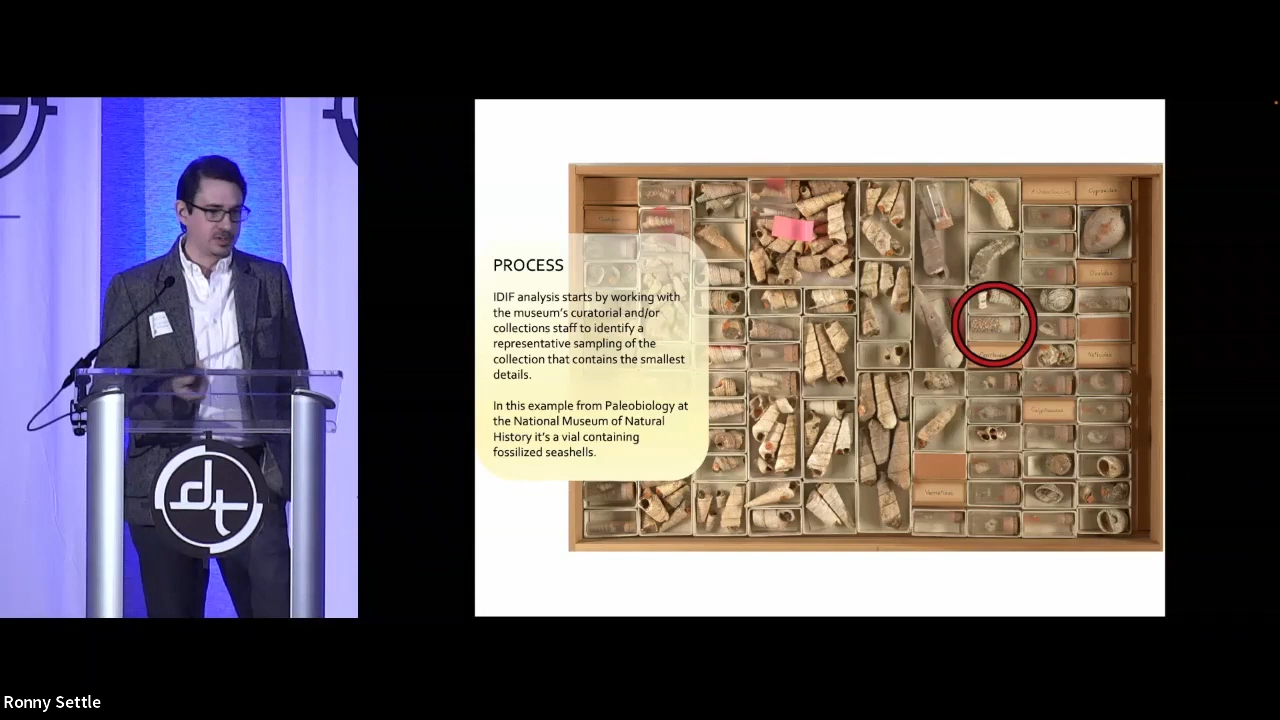 PROCESS
IDIF analysis starts by working with
the museum's curatorial and/or
collections staff to identify a
representative sampling of the
collection that contains the smallest
details.
In this example from Paleobiology at
the National Museum of Natural
History it's a vial containing
fossilized seashells.
dt
Ronny Settle